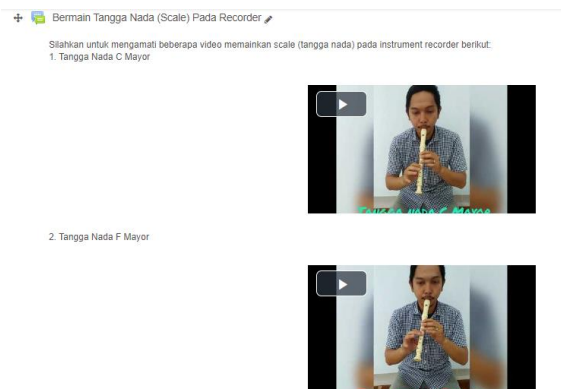 Bermain Tangga Nada (Scale) Pada Recorder
Silahkan untuk mengamati beberapa video memainkan scale (tangga nada) pada instrument recorder berikut:
1. Tangga Nada C Mayor
TANGGA NADA C MAYOR
2. Tangga Nada F Mayor